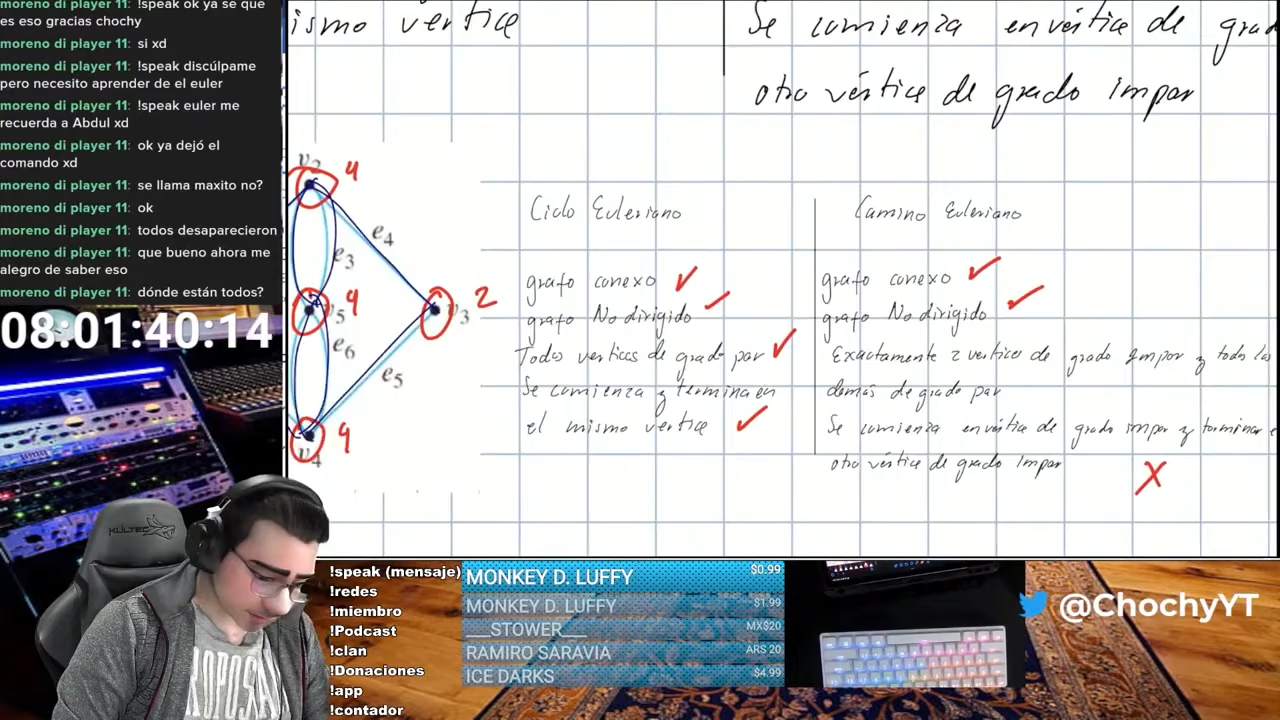 !speak ok ya se que
es eso gracias chochy
moreno di player 11: si xd
moreno di player 11: !speak discúlpame
pero necesito aprender de el euler
moreno di player 11: !speak euler me
recuerda a Abdul xd
moreno di player 11: ok ya dejó el
comando xd
moreno di player 11: se llama maxito no?
moreno di player 11: ok
moreno di player 11: todos desaparecieron
moreno di player 11: que bueno ahora me
alegro de saber eso
moreno di player 11: dónde están todos?
08:01:40:14
ismo vértice
Se comienza en vértice de grad
otro vértice de grado impar
4
e4
e3
4
v5
2
v3
e6
e5
4
v4
Ciclo Euleriano
grafo conexo ✓
grafo No dirigido ✓
Todos vertices de grado par ✓
Se comienza y termina en
el mismo vertice ✓
Camino Euleriano
grafo conexo ✓
grafo No dirigido ✓
Exactamente 2 vertices de grado Impar y todos los
demás de grado par
Se comienza en vértice de grado impar y terminar e
otro vértice de grado impar
X
KULTEC
!speak (mensaje)
!redes
!miembro
!Podcast
!clan
!Donaciones
!app
!contador
MONKEY D. LUFFY $0.99
MONKEY D. LUFFY $1.99
___STOWER___ MX$20
RAMIRO SARAVIA ARS 20
ICE DARKS $4.99
@ChochyYT